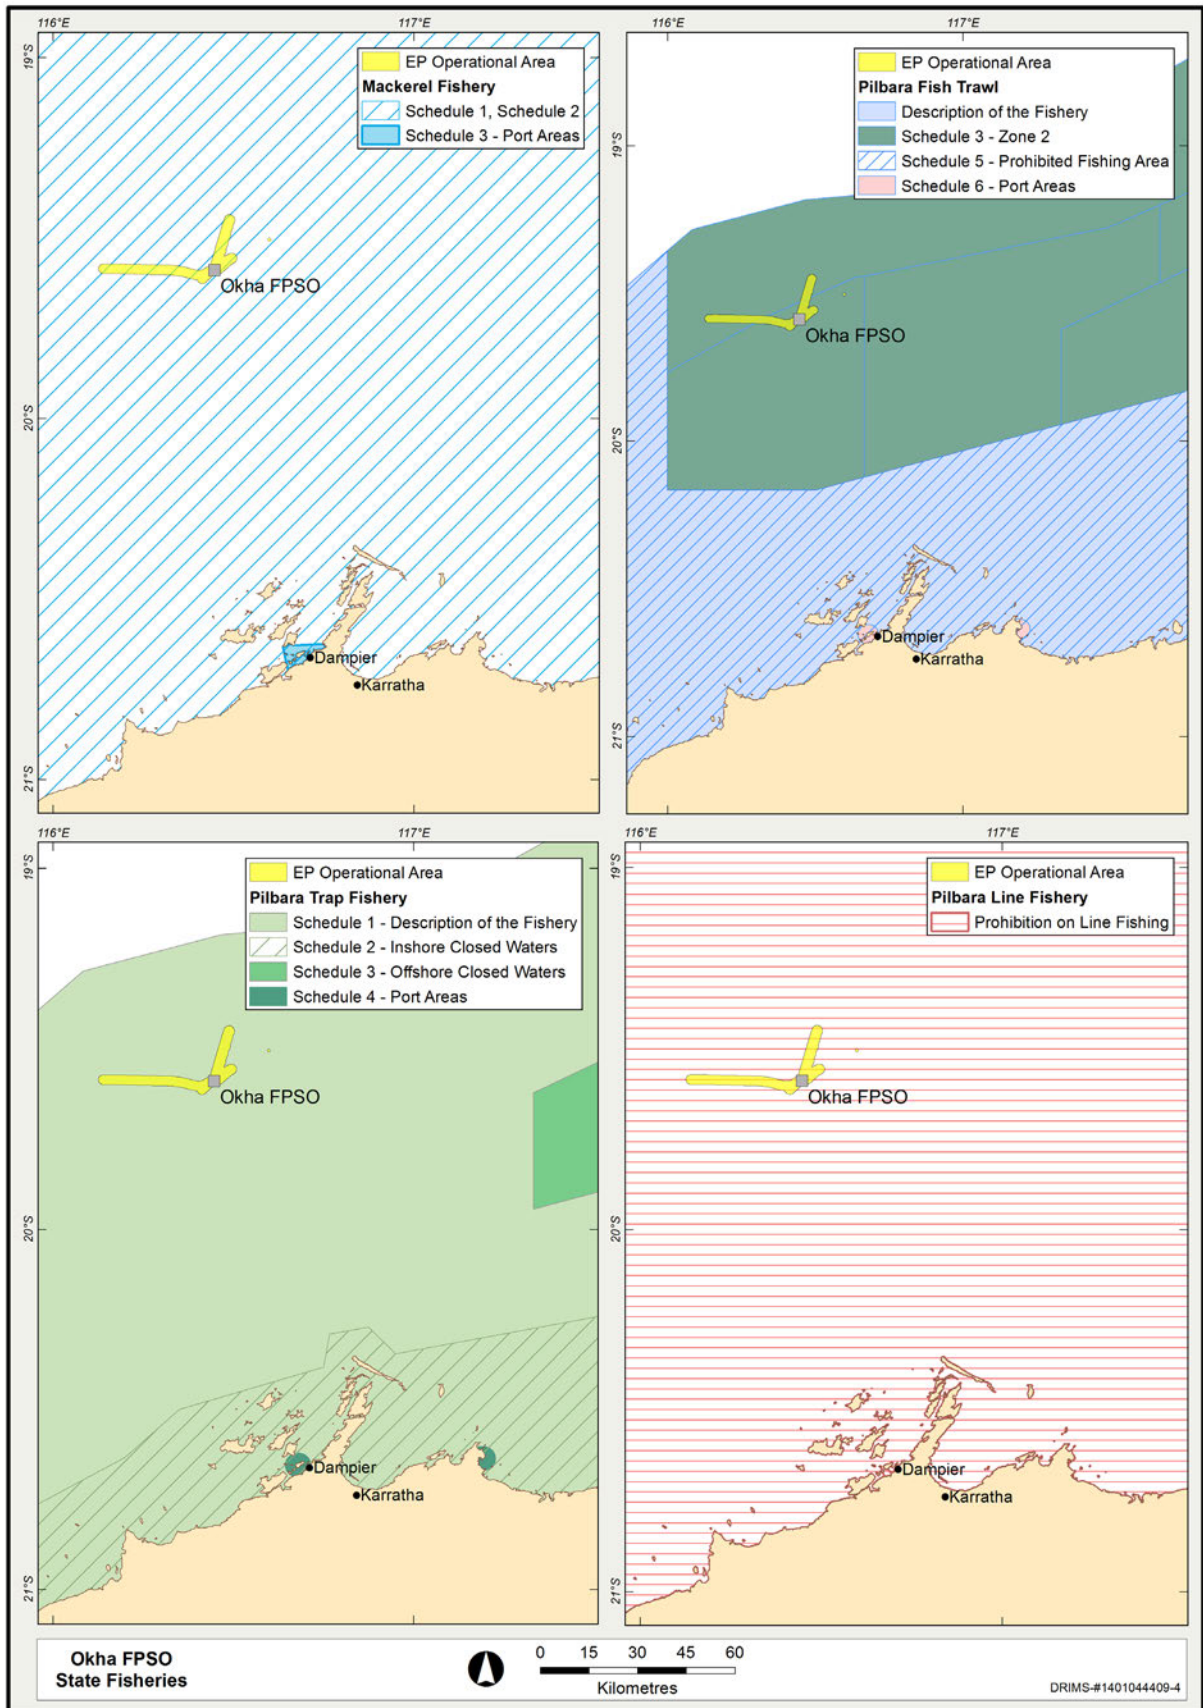 116°E
117°E
19°S
20°S
21°S
EP Operational Area
Mackerel Fishery
Schedule 1, Schedule 2
Schedule 3 - Port Areas
Okha FPSO
Dampier
Karratha
116°E
117°E
19°S
20°S
21°S
EP Operational Area
Pilbara Fish Trawl
Description of the Fishery
Schedule 3 - Zone 2
Schedule 5 - Prohibited Fishing Area
Schedule 6 - Port Areas
Okha FPSO
Dampier
Karratha
116°E
117°E
19°S
20°S
21°S
EP Operational Area
Pilbara Trap Fishery
Schedule 1 - Description of the Fishery
Schedule 2 - Inshore Closed Waters
Schedule 3 - Offshore Closed Waters
Schedule 4 - Port Areas
Okha FPSO
Dampier
Karratha
116°E
117°E
19°S
20°S
21°S
EP Operational Area
Pilbara Line Fishery
Prohibition on Line Fishing
Okha FPSO
Dampier
Karratha
Okha FPSO
State Fisheries
0 15 30 45 60
Kilometres
DRIMS-#1401044409-4